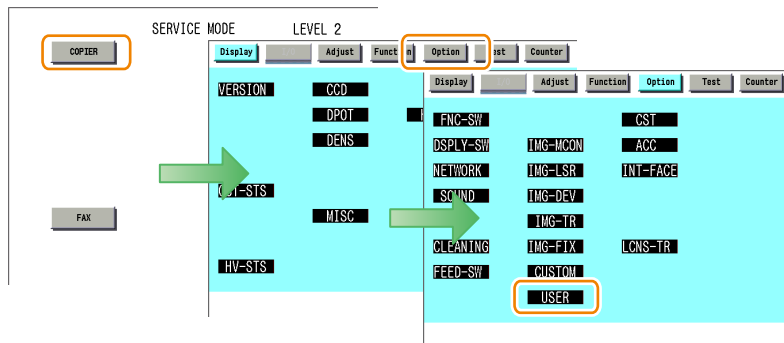 SERVICE MODE LEVEL 2
COPIER
FAX
Display Adjust Option Counter
VERSION CCD
DPOT
DENS
MISC
HV-STS
Display Adjust Function Option Test Counter
FNC-SW CST
DSPLY-SW IMG-MCON ACC
NETWORK IMG-LSR INT-FACE
SOUND IMG-DEV
IMG-TR
CLEANING IMG-FIX LCNS-TR
FEED-SW CUSTOM
USER